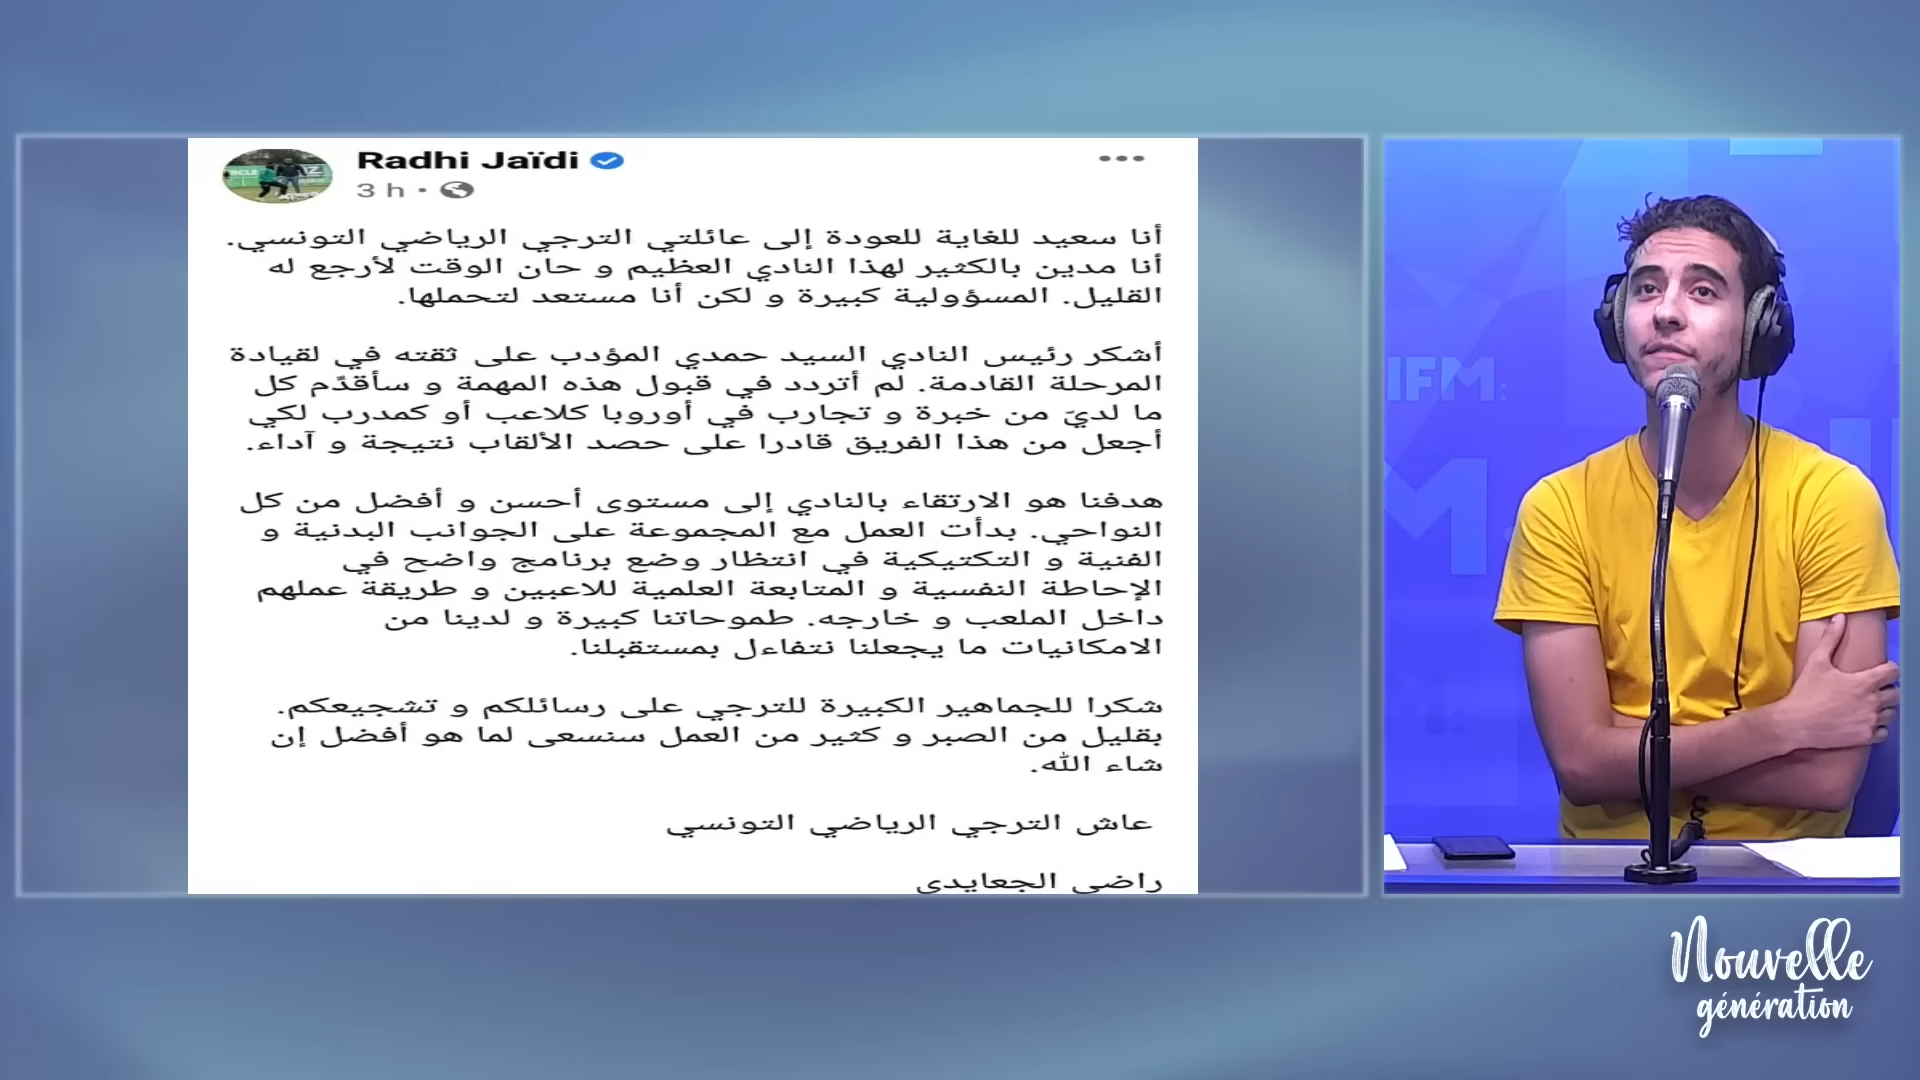 Radhi Jaïdi
3 h
أنا سعيد للغاية للعودة إلى عائلتي الترجي الرياضي التونسي.
أنا مدين بالكثير لهذا النادي العظيم و حان الوقت لأرجع له
القليل. المسؤولية كبيرة و لكن أنا مستعد لتحملها.
أشكر رئيس النادي السيد حمدي المؤدب على ثقته في لقيادة
المرحلة القادمة. لم أتردد في قبول هذه المهمة و سأقدّم كل
ما لديَ من خبرة و تجارب في أوروبا كلاعب أو كمدرب لكي
أجعل من هذا الفريق قادرا على حصد الألقاب نتيجة و آداء.
هدفنا هو الارتقاء بالنادي إلى مستوى أحسن و أفضل من كل
النواحي. بدأت العمل مع المجموعة على الجوانب البدنية و
الفنية و التكتيكية في انتظار وضع برنامج واضح في
الإحاطة النفسية و المتابعة العلمية للاعبين و طريقة عملهم
داخل الملعب و خارجه. طموحاتنا كبيرة و لدينا من
الامكانيات ما يجعلنا نتفاءل بمستقبلنا.
شكرا للجماهير الكبيرة للترجي على رسائلكم و تشجيعكم.
بقليل من الصبر و كثير من العمل سنسعى لما هو أفضل إن
شاء الله.
عاش الترجي الرياضي التونسي
راضي الجعايدي
IFM
Nouvelle
génération